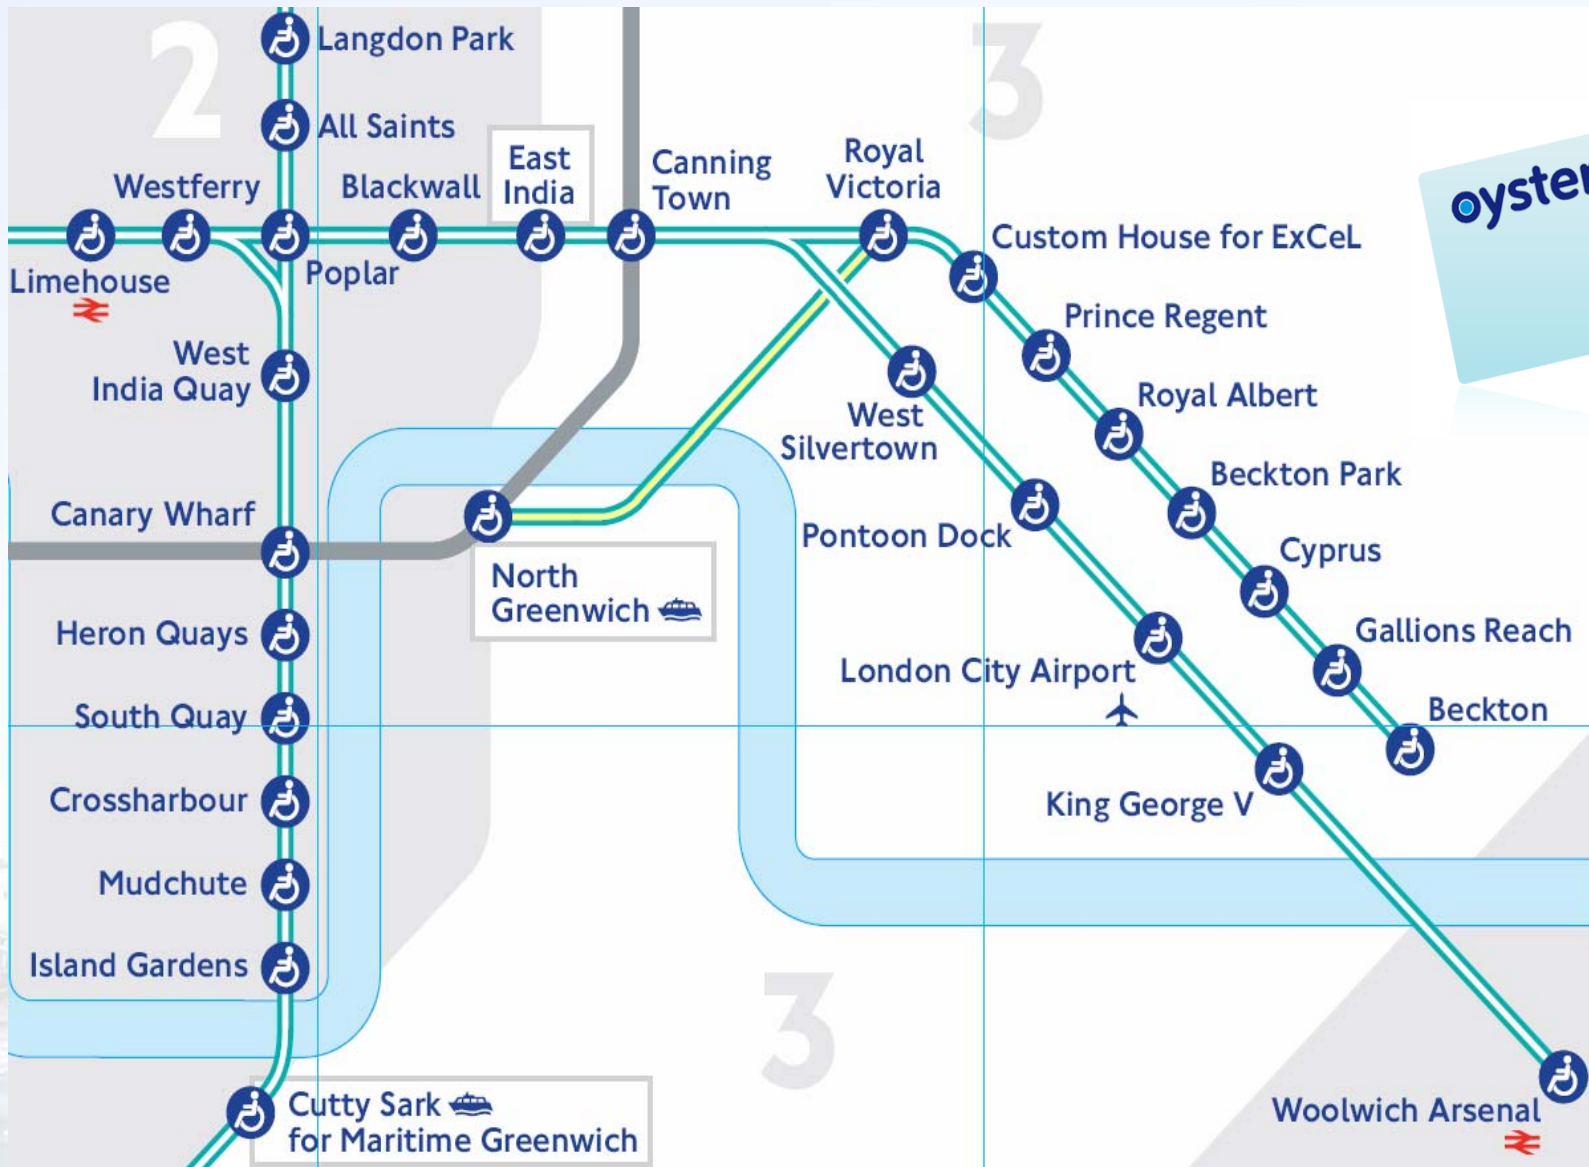 2
Langdon Park
3
All Saints
oyster
Westferry
Blackwall
East
India
Canning
Town
Royal
Victoria
Custom House for ExCeL
Limehouse
Poplar
Prince Regent
West
India Quay
Royal Albert
West
Silvertown
Beckton Park
Canary Wharf
Pontoon Dock
Cyprus
North
Greenwich
Heron Quays
Gallions Reach
London City Airport
South Quay
Beckton
Crossharbour
King George V
Mudchute
Island Gardens
3
Cutty Sark
for Maritime Greenwich
Woolwich Arsenal